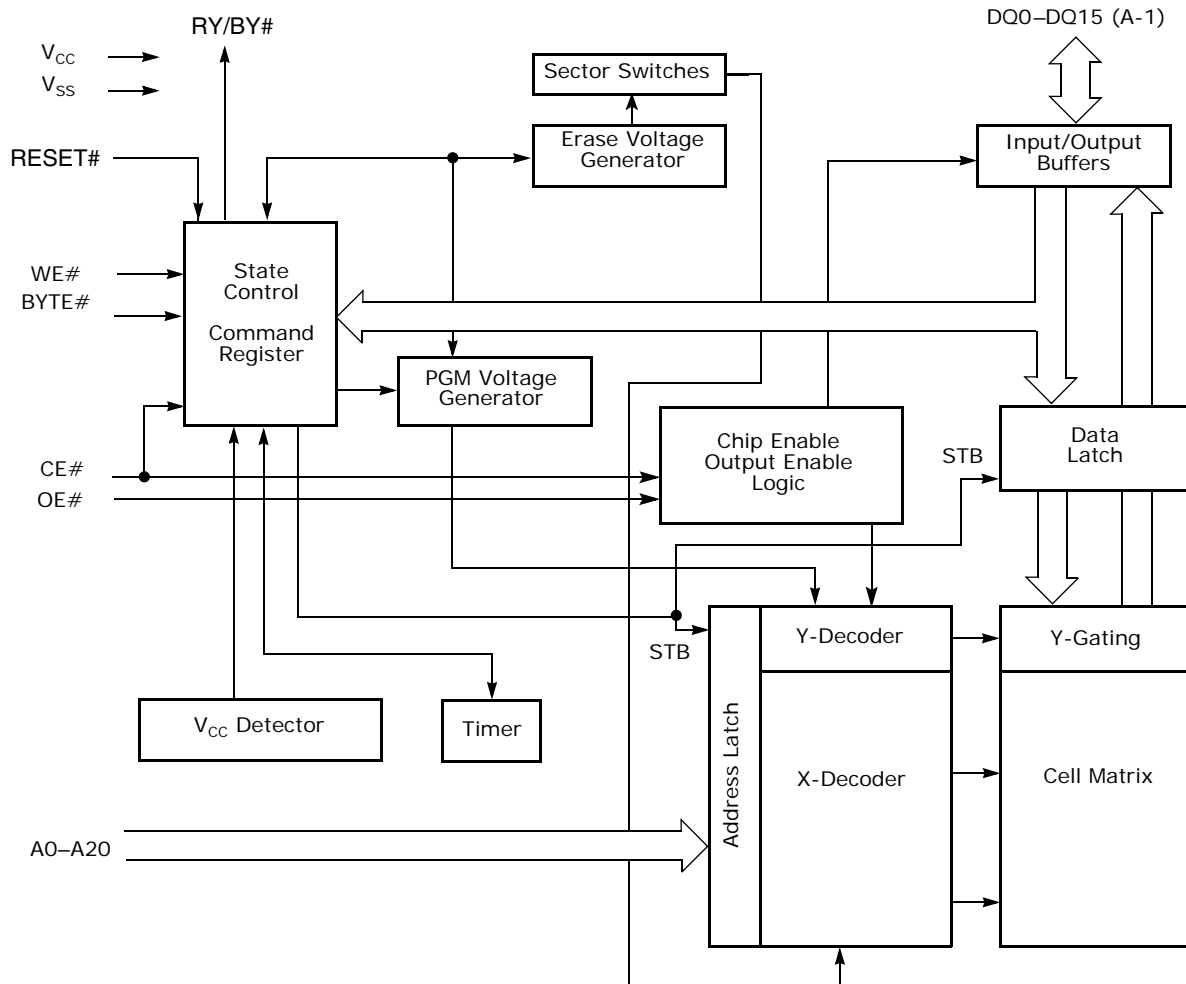 RY/BY#
DQ0–DQ15 (A-1)
VCC
VSS
Sector Switches
Erase Voltage
Generator
Input/Output
Buffers
RESET#
WE#
BYTE#
State
Control
Command
Register
PGM Voltage
Generator
Chip Enable
Output Enable
Logic
STB
Data
Latch
CE#
OE#
STB
Y-Decoder
Y-Gating
VCC Detector
Timer
Address Latch
X-Decoder
Cell Matrix
A0–A20